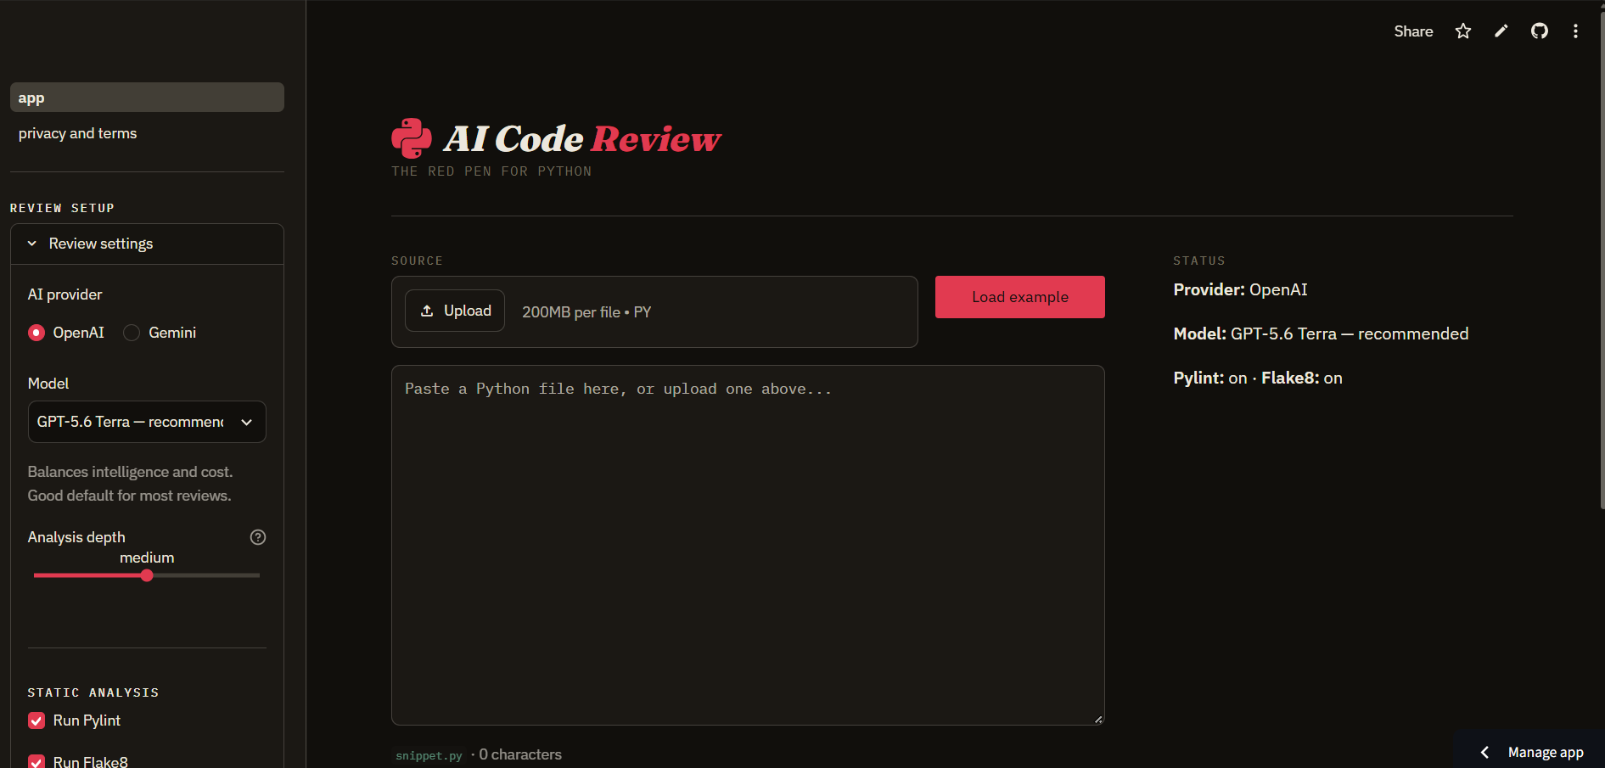 Share
app
privacy and terms
REVIEW SETUP
Review settings
AI provider
OpenAI
Gemini
Model
GPT-5.6 Terra — recommen
Balances intelligence and cost.
Good default for most reviews.
Analysis depth
medium
STATIC ANALYSIS
Run Pylint
Run Flake8
AI Code Review
THE RED PEN FOR PYTHON
SOURCE
Upload
200MB per file • PY
Load example
Paste a Python file here, or upload one above...
snippet.py · 0 characters
STATUS
Provider: OpenAI
Model: GPT-5.6 Terra — recommended
Pylint: on · Flake8: on
Manage app